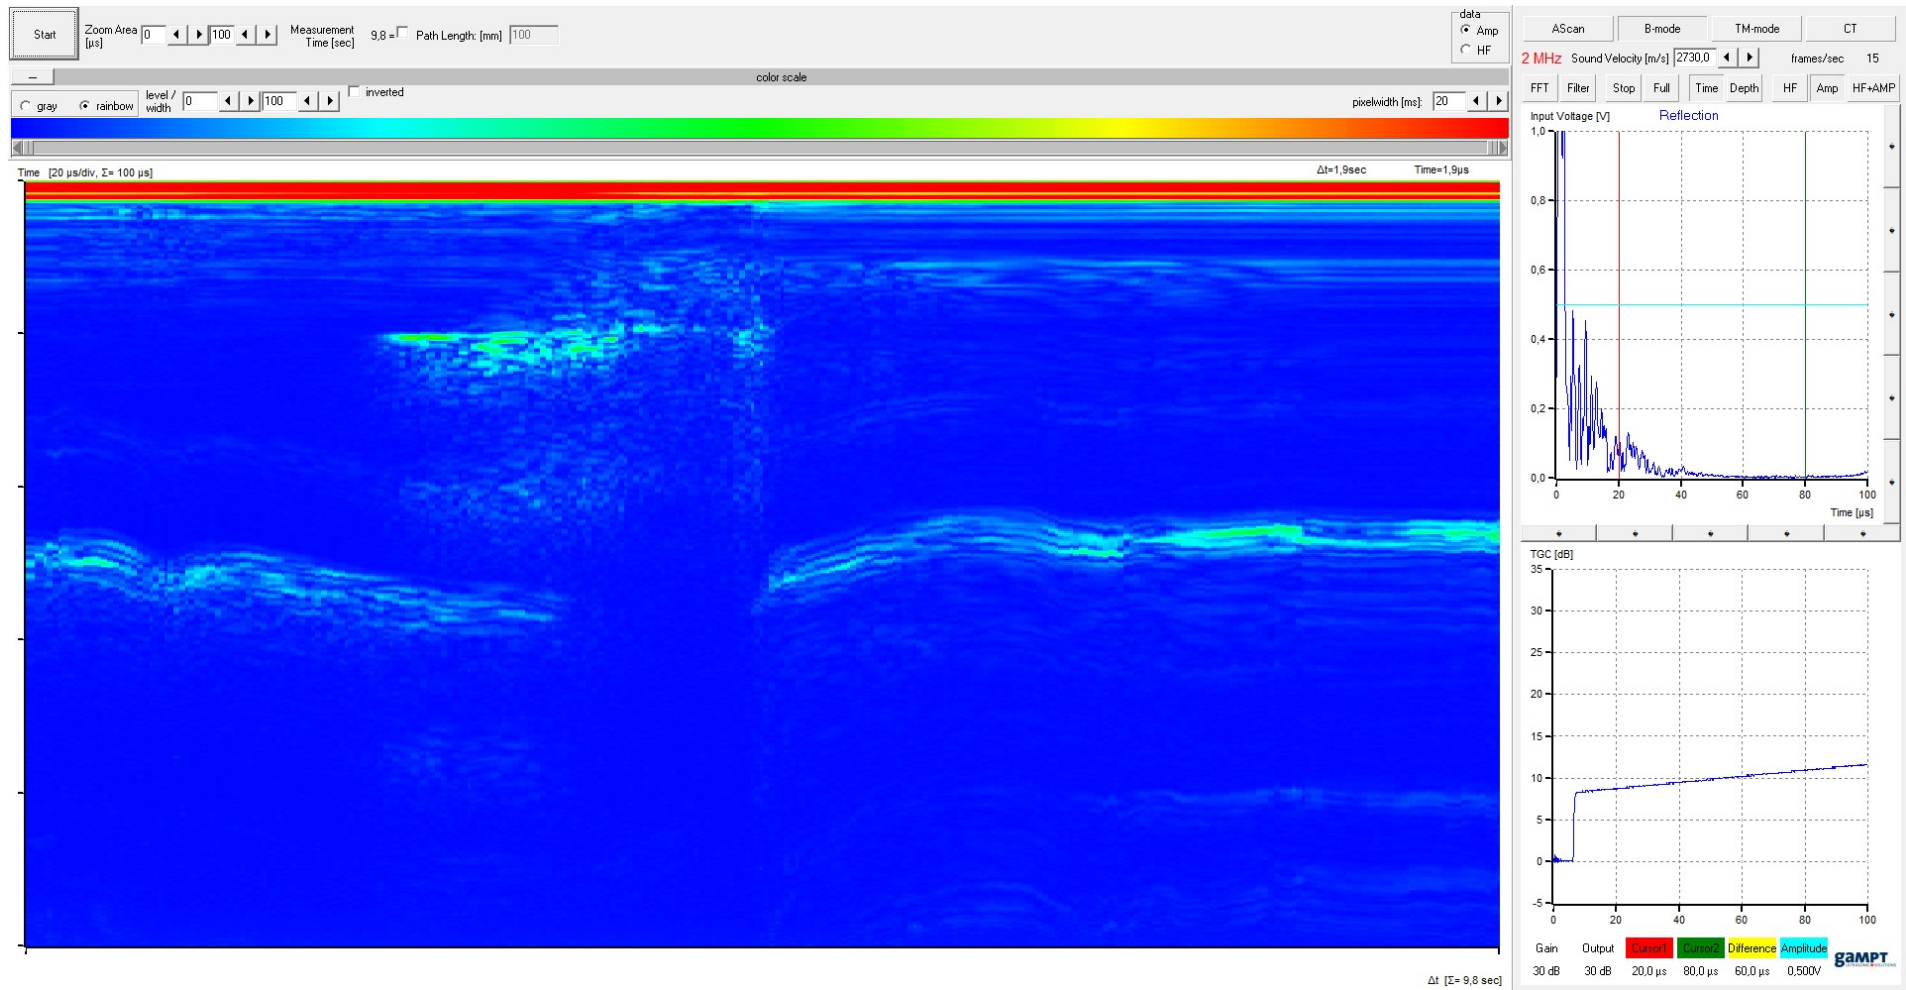 Start
Zoom Area [µs] 0 100
Measurement Time [sec] 9,8 =
Path Length: [mm] 100
data
Amp
HF
color scale
gray rainbow
level / width 0 100
inverted
pixelwidth [ms]: 20
Time [20 µs/div, Σ= 100 µs]
Δt=1,9sec Time=1,9µs
Δt [Σ= 9,8 sec]
AScan B-mode TM-mode CT
2 MHz Sound Velocity [m/s] 2730,0 frames/sec 15
FFT Filter Stop Full Time Depth HF Amp HF+AMP
Input Voltage [V] Reflection
1,0
0,8
0,6
0,4
0,2
0,0
0 20 40 60 80 100
Time [µs]
TGC [dB]
35
30
25
20
15
10
5
0
-5
0 20 40 60 80 100
Gain Output Cursor1 Cursor2 Difference Amplitude
30 dB 30 dB 20,0 µs 80,0 µs 60,0 µs 0,500V
gAMPT